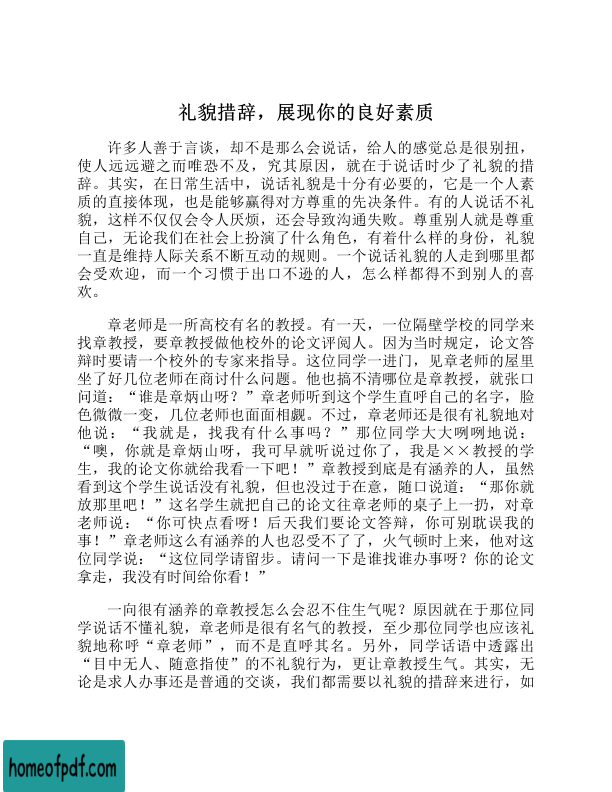 礼貌措辞，展现你的良好素质
许多人善于言谈，却不是那么会说话，给人的感觉总是很别扭，
使人远远避之而唯恐不及，究其原因，就在于说话时少了礼貌的措
辞。其实，在日常生活中，说话礼貌是十分有必要的，它是一个人素
质的直接体现，也是能够赢得对方尊重的先决条件。有的人说话不礼
貌，这样不仅仅会令人厌烦，还会导致沟通失败。尊重别人就是尊重
自己，无论我们在社会上扮演了什么角色，有着什么样的身份，礼貌
一直是维持人际关系不断互动的规则。一个说话礼貌的人走到哪里都
会受欢迎，而一个习惯于出口不逊的人，怎么样都得不到别人的喜
欢。
章老师是一所高校有名的教授。有一天，一位隔壁学校的同学来
找章教授，要章教授做他校外的论文评阅人。因为当时规定，论文答
辩时要请一个校外的专家来指导。这位同学一进门，见章老师的屋里
坐了好几位老师在商讨什么问题。他也搞不清哪位是章教授，就张口
问道：“谁是章炳山呀？”章老师听到这个学生直呼自己的名字，脸
色微微一变，几位老师也面面相觑。不过，章老师还是很有礼貌地对
他说：“我就是，找我有什么事吗？”那位同学大大咧咧地说：
“噢，你就是章炳山呀，我可早就听说过你了，我是××教授的学
生，我的论文你就给我看一下吧！”章教授到底是有涵养的人，虽然
看到这个学生说话没有礼貌，但也没过于在意，随口说道：“那你就
放那里吧！”这名学生就把自己的论文往章老师的桌子上一扔，对章
老师说：“你可快点看呀！后天我们要论文答辩，你可别耽误我的
事！”章老师这么有涵养的人也忍受不了了，火气顿时上来，他对这
位同学说：“这位同学请留步。请问一下是谁找谁办事呀？你的论文
拿走，我没有时间给你看！”
一向很有涵养的章教授怎么会忍不住生气呢？原因就在于那位同
学说话不懂礼貌，章老师是很有名气的教授，至少那位同学也应该礼
貌地称呼“章老师”，而不是直呼其名。另外，同学话语中透露出
“目中无人、随意指使”的不礼貌行为，更让章教授生气。其实，无
论是求人办事还是普通的交谈，我们都需要以礼貌的措辞来进行，如
homeofpdf.com